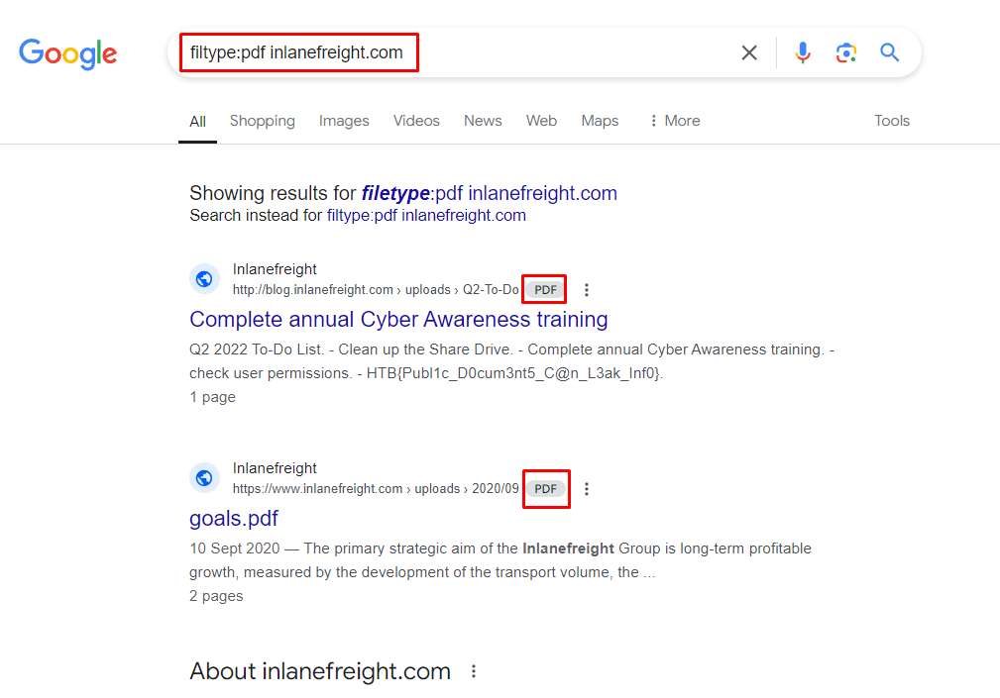 Google
filtype:pdf inlanefreight.com
All Shopping Images Videos News Web Maps More Tools
Showing results for filetype:pdf inlanefreight.com
Search instead for filtype:pdf inlanefreight.com
Inlanefreight
http://blog.inlanefreight.com › uploads › Q2-To-Do PDF
Complete annual Cyber Awareness training
Q2 2022 To-Do List. - Clean up the Share Drive. - Complete annual Cyber Awareness training. -
check user permissions. - HTB{Publ1c_D0cum3nt5_C@n_L3ak_Inf0}.
1 page
Inlanefreight
https://www.inlanefreight.com › uploads › 2020/09 PDF
goals.pdf
10 Sept 2020 — The primary strategic aim of the Inlanefreight Group is long-term profitable
growth, measured by the development of the transport volume, the ...
2 pages
About inlanefreight.com